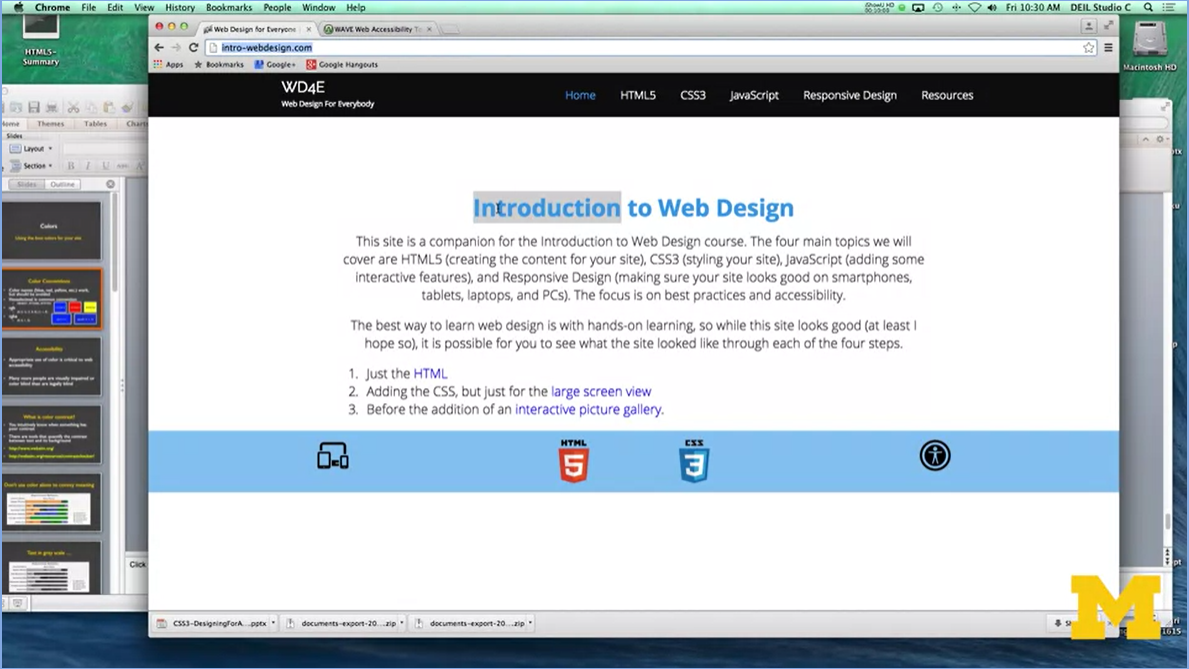 Chrome File Edit View History Bookmarks People Window Help
Fri 10:30 AM DEIL Studio C
HTML5-
Summary
Macintosh HD
Web Design for Everyone
WAVE Web Accessibility
intro-webdesign.com
Apps Bookmarks Google+ Google Hangouts
WD4E
Web Design For Everybody
Home HTML5 CSS3 JavaScript Responsive Design Resources
Themes Tables
Slides
Layout
Section
Slides Outline
Colors
Using the best colors for your site
Color Conventions
Accessibility
What is color contrast?
Don't use color alone to convey meaning
Text in grey scale ...
Introduction to Web Design
This site is a companion for the Introduction to Web Design course. The four main topics we will
cover are HTML5 (creating the content for your site), CSS3 (styling your site), JavaScript (adding some
interactive features), and Responsive Design (making sure your site looks good on smartphones,
tablets, laptops, and PCs). The focus is on best practices and accessibility.
The best way to learn web design is with hands-on learning, so while this site looks good (at least I
hope so), it is possible for you to see what the site looked like through each of the four steps.
1. Just the HTML
2. Adding the CSS, but just for the large screen view
3. Before the addition of an interactive picture gallery.
HTML
5
CSS
3
Click
CSS3-DesigningForA...pptx
documents-export-20....zip
documents-export-20....zip
M
1615